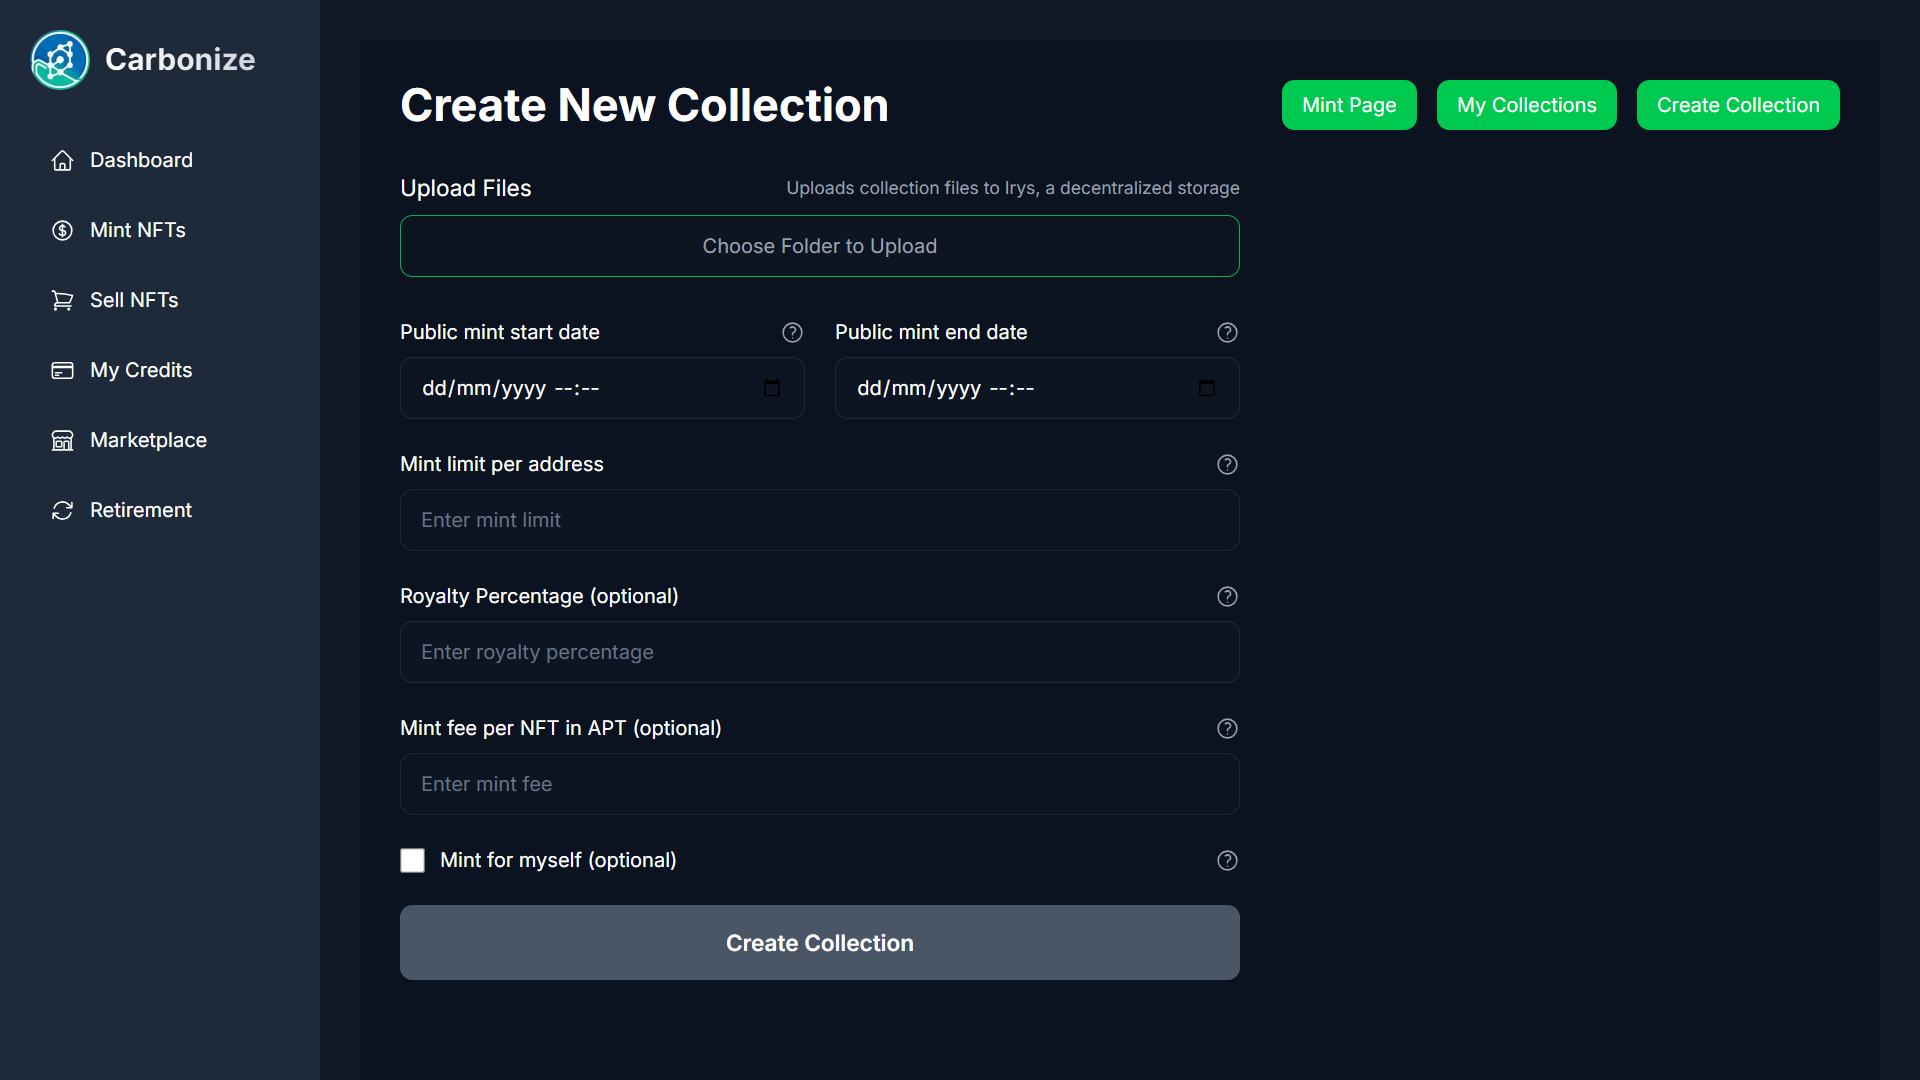 Carbonize
Dashboard
Mint NFTs
Sell NFTs
My Credits
Marketplace
Retirement
Create New Collection
Mint Page
My Collections
Create Collection
Upload Files
Uploads collection files to Irys, a decentralized storage
Choose Folder to Upload
Public mint start date
Public mint end date
dd/mm/yyyy --:--
dd/mm/yyyy --:--
Mint limit per address
Enter mint limit
Royalty Percentage (optional)
Enter royalty percentage
Mint fee per NFT in APT (optional)
Enter mint fee
Mint for myself (optional)
Create Collection